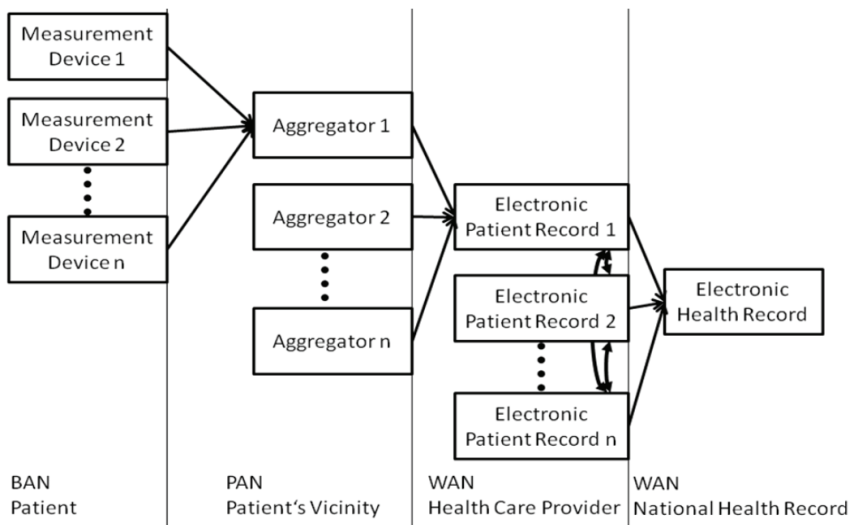 Measurement
Device 1
Measurement
Device 2
Measurement
Device n
Aggregator 1
Aggregator 2
Aggregator n
Electronic
Patient Record 1
Electronic
Patient Record 2
Electronic
Patient Record n
Electronic
Health Record
BAN
Patient
PAN
Patient‘s Vicinity
WAN
Health Care Provider
WAN
National Health Record